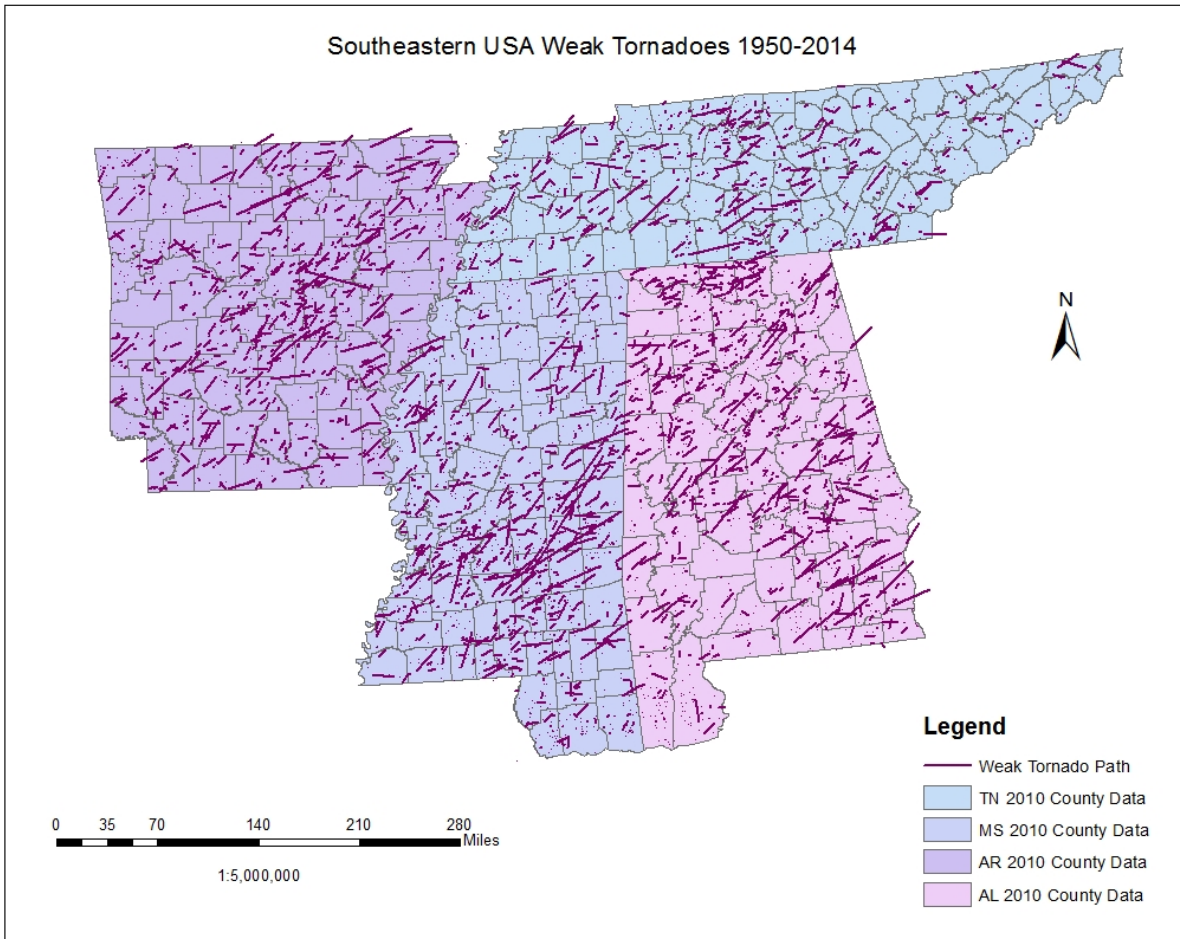 Southeastern USA Weak Tornadoes 1950-2014
N
Legend
Weak Tornado Path
TN 2010 County Data
MS 2010 County Data
AR 2010 County Data
AL 2010 County Data
0 35 70 140 210 280
Miles
1:5,000,000